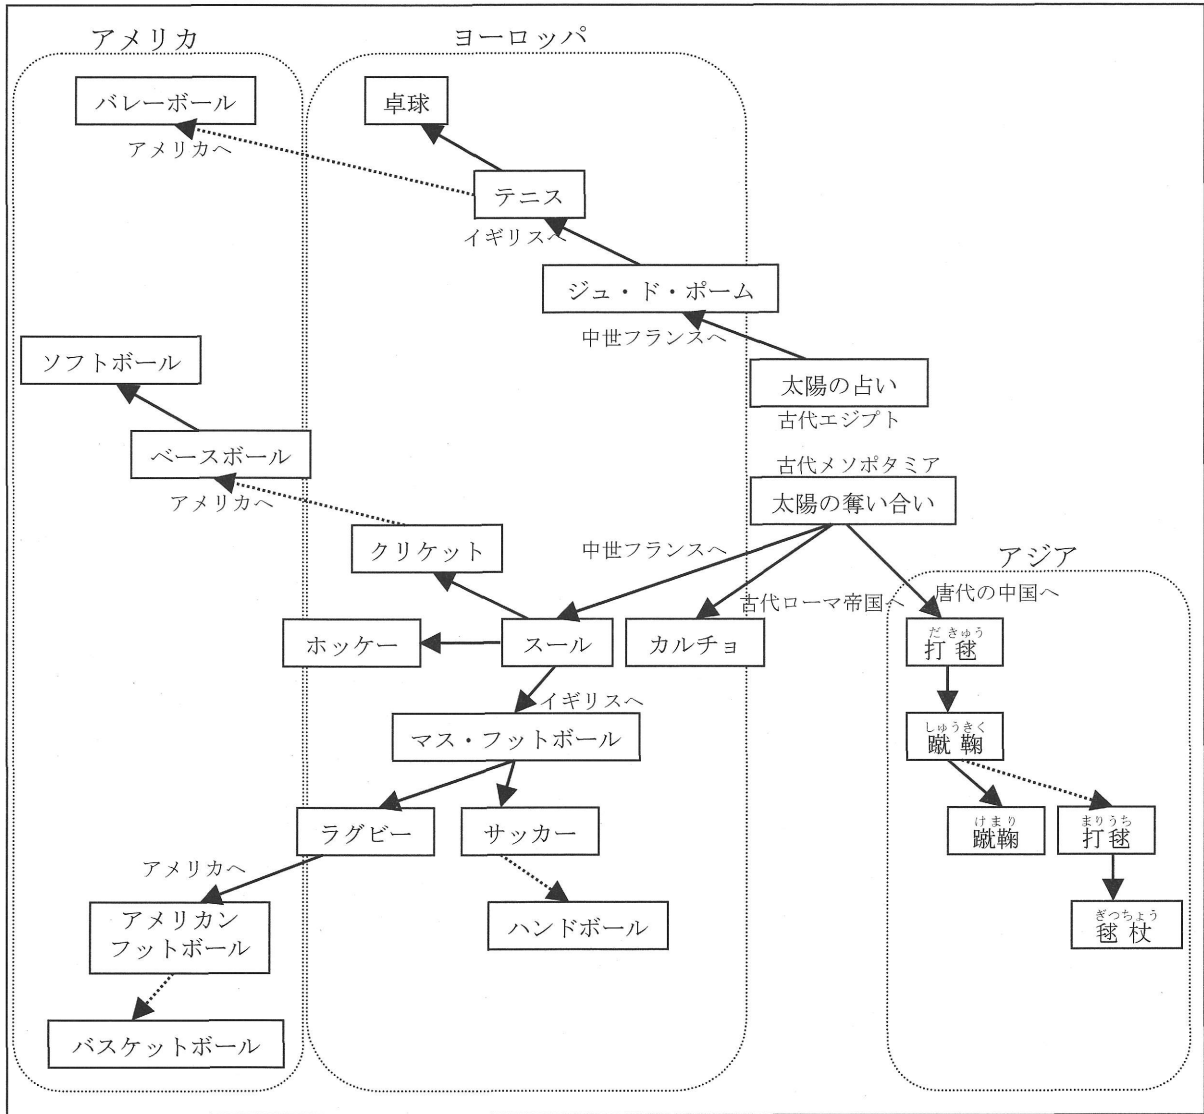 アメリカ
ヨーロッパ
バレーボール
卓球
アメリカへ
テニス
イギリスへ
ジュ・ド・ポーム
中世フランスへ
ソフトボール
太陽の占い
古代エジプト
ベースボール
古代メソポタミア
太陽の奪い合い
アメリカへ
クリケット
中世フランスへ
アジア
古代ローマ帝国へ
唐代の中国へ
ホッケー
スール
カルチョ
だきゅう
打毬
イギリスへ
マス・フットボール
しゅうきく
蹴鞠
ラグビー
サッカー
けまり
蹴鞠
まりうち
打毬
アメリカへ
アメリカン
フットボール
ハンドボール
ぎっちょう
毬杖
バスケットボール